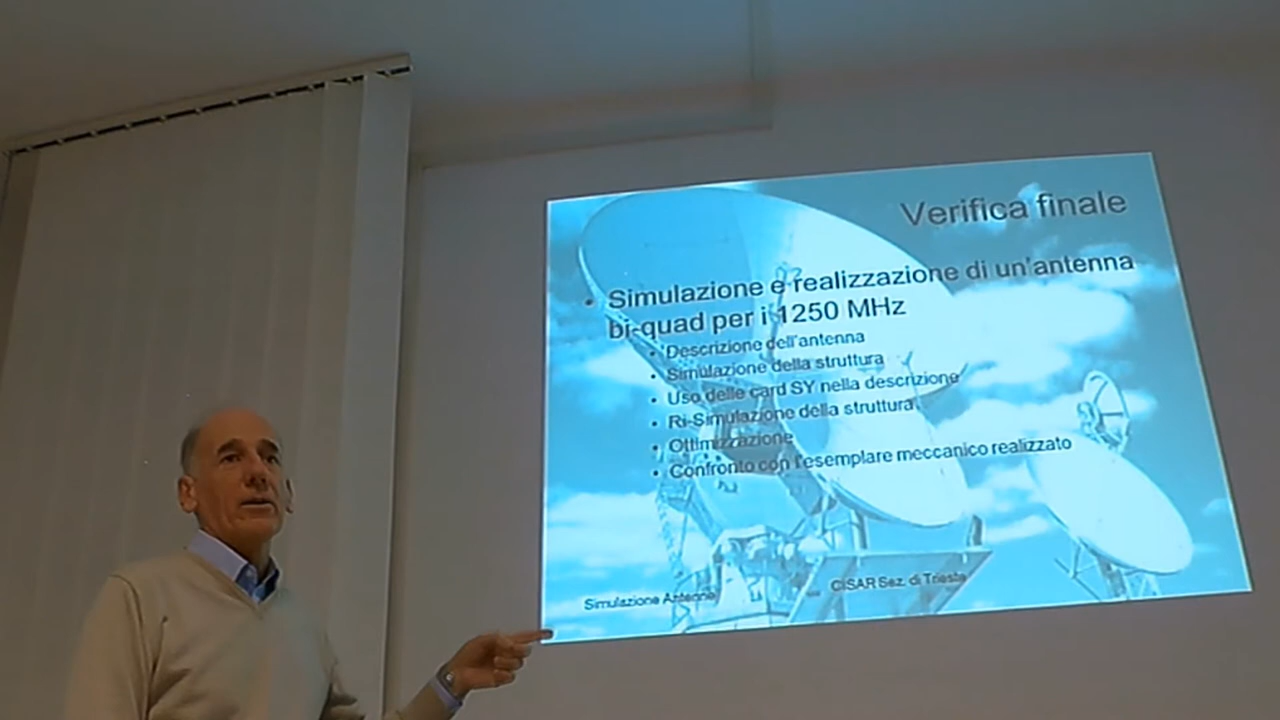 Verifica finale
• Simulazione e realizzazione di un'antenna
bi-quad per i 1250 MHz
• Descrizione dell'antenna
• Simulazione della struttura
• Uso delle card SY nella descrizione
• Ri-Simulazione della struttura
• Ottimizzazione
• Confronto con l'esemplare meccanico realizzato
Simulazione Antenne
CISAR Sez. di Trieste